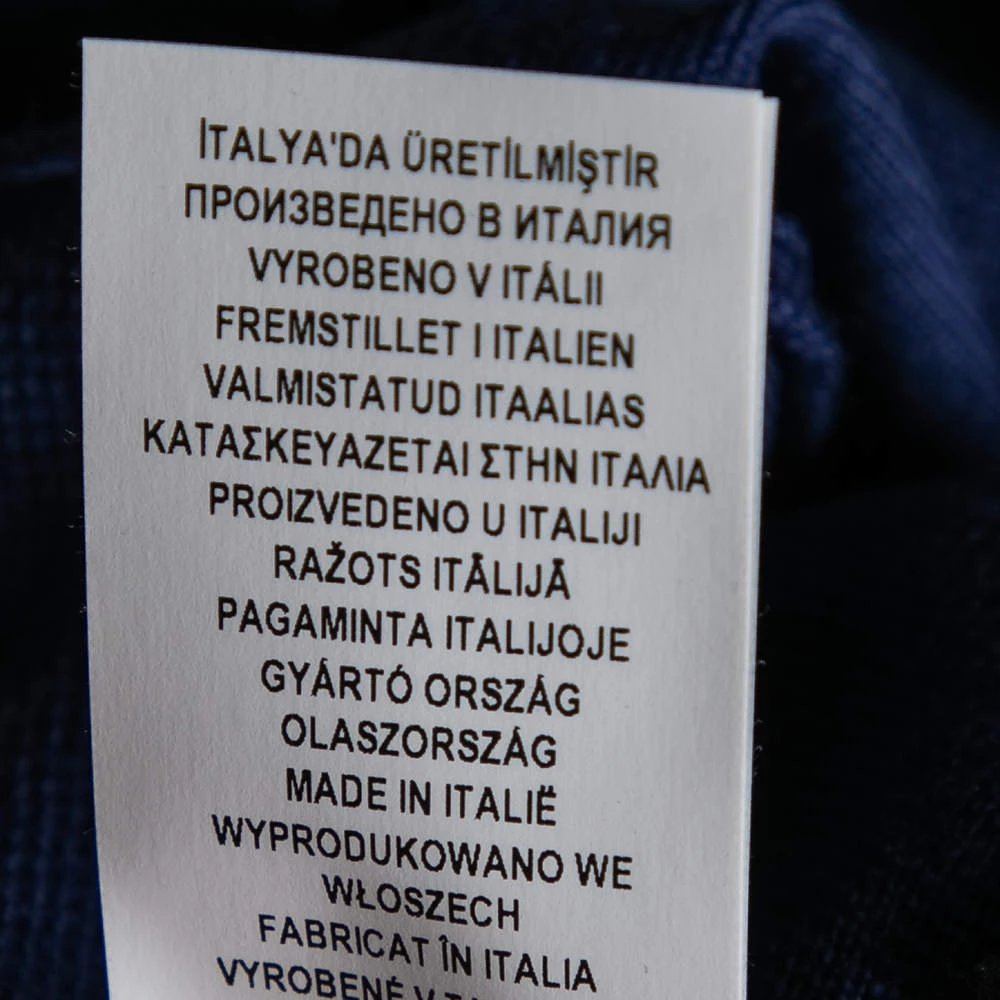 İTALYA'DA ÜRETİLMİŞTİR
ПРОИЗВЕДЕНО В ИТАЛИЯ
VYROBENO V ITÁLII
FREMSTILLET I ITALIEN
VALMISTATUD ITAALIAS
ΚΑΤΑΣΚΕΥΑΖΕΤΑΙ ΣΤΗΝ ΙΤΑΛΙΑ
PROIZVEDENO U ITALIJI
RAŽOTS ITĀLIJĀ
PAGAMINTA ITALIJOJE
GYÁRTÓ ORSZÁG
OLASZORSZÁG
MADE IN ITALIË
WYPRODUKOWANO WE
WŁOSZECH
FABRICAT ÎN ITALIA
VYROBENÉ V